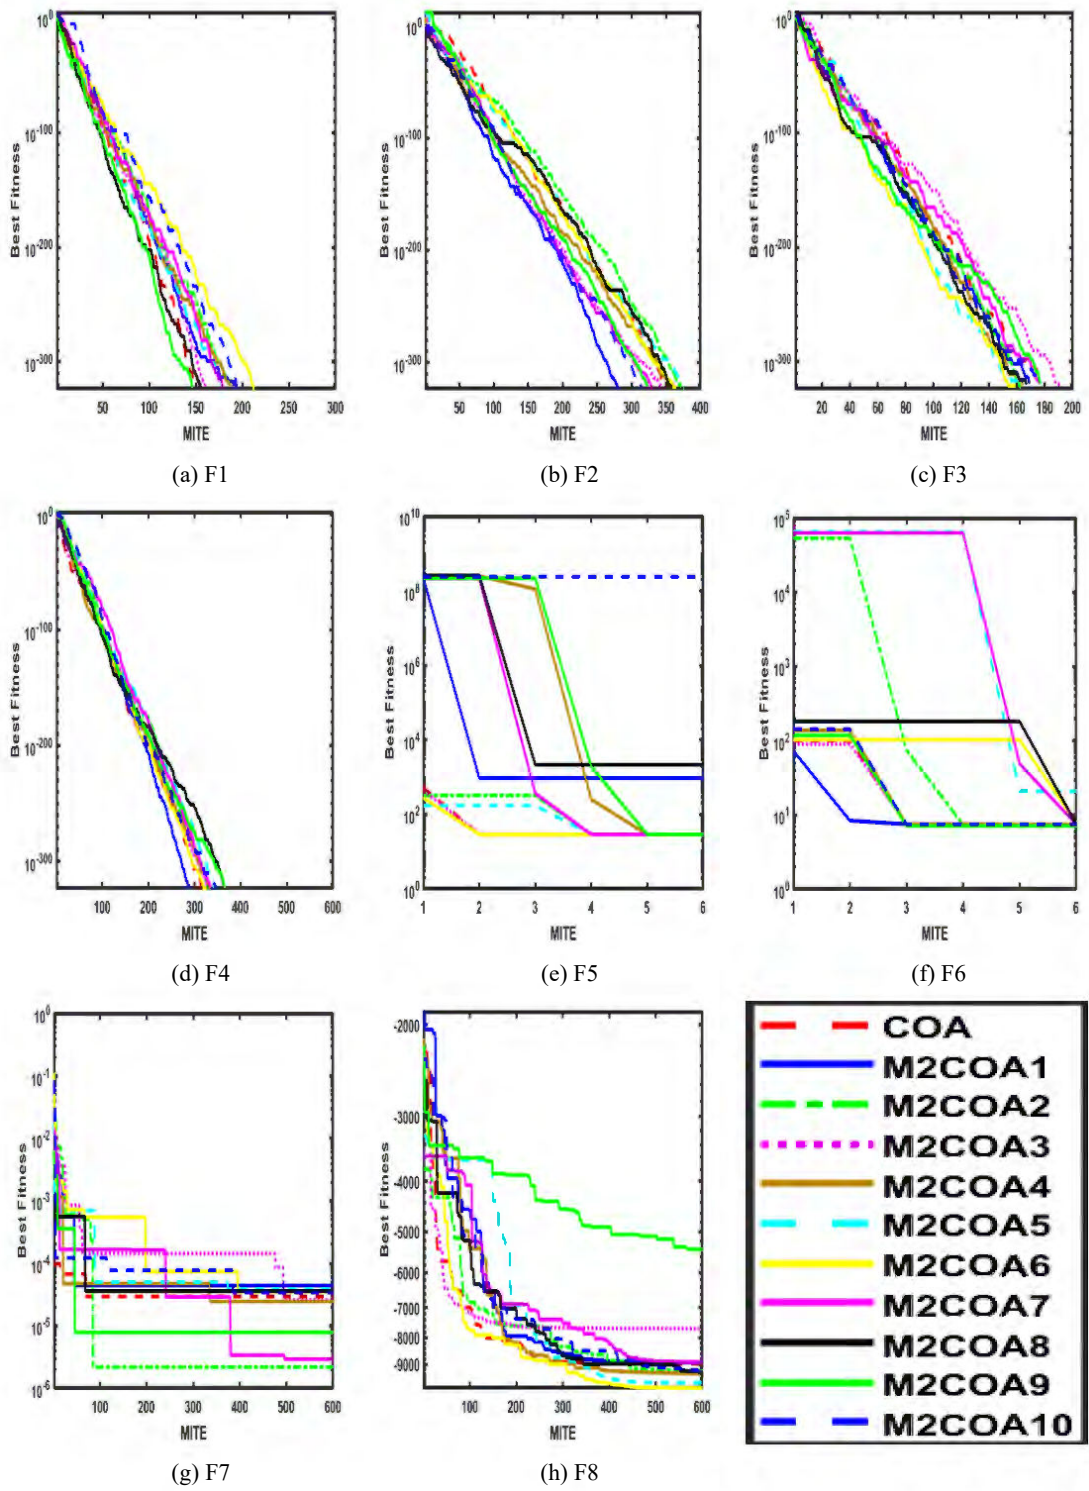 Best Fitness
10^0
10^-100
10^-200
10^-300
50 100 150 200 250 300
MITE
(a) F1
Best Fitness
10^0
10^-100
10^-200
10^-300
50 100 150 200 250 300 350 400
MITE
(b) F2
Best Fitness
10^0
10^-100
10^-200
10^-300
20 40 60 80 100 120 140 160 180 200
MITE
(c) F3
Best Fitness
10^0
10^-100
10^-200
10^-300
100 200 300 400 500 600
MITE
(d) F4
Best Fitness
10^10
10^8
10^6
10^4
10^2
10^0
1 2 3 4 5 6
MITE
(e) F5
Best Fitness
10^5
10^4
10^3
10^2
10^1
10^0
1 2 3 4 5 6
MITE
(f) F6
Best Fitness
10^0
10^-1
10^-2
10^-3
10^-4
10^-5
10^-6
100 200 300 400 500 600
MITE
(g) F7
Best Fitness
-2000
-3000
-4000
-5000
-6000
-7000
-8000
-9000
100 200 300 400 500 600
MITE
(h) F8
COA
M2COA1
M2COA2
M2COA3
M2COA4
M2COA5
M2COA6
M2COA7
M2COA8
M2COA9
M2COA10